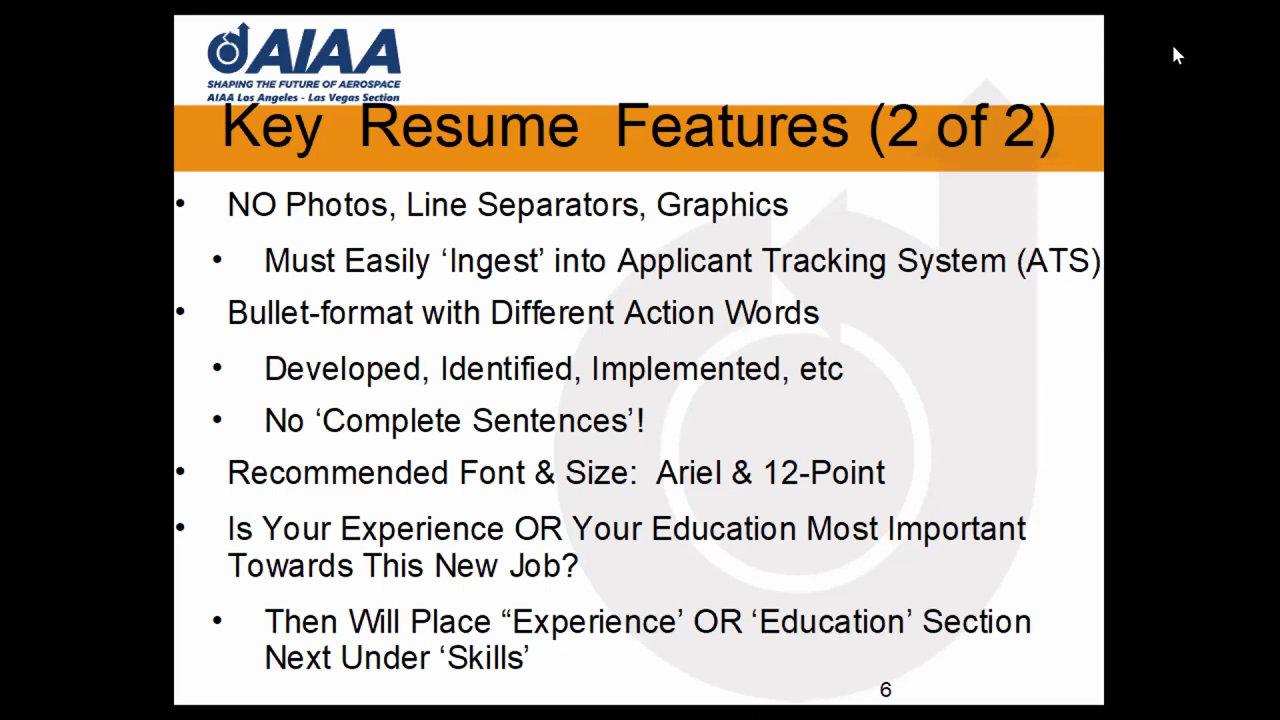 AIAA
SHAPING THE FUTURE OF AEROSPACE
AIAA Los Angeles - Las Vegas Section
Key Resume Features (2 of 2)
• NO Photos, Line Separators, Graphics
• Must Easily ‘Ingest’ into Applicant Tracking System (ATS)
• Bullet-format with Different Action Words
• Developed, Identified, Implemented, etc
• No ‘Complete Sentences’!
• Recommended Font & Size: Ariel & 12-Point
• Is Your Experience OR Your Education Most Important
Towards This New Job?
• Then Will Place “Experience’ OR ‘Education’ Section
Next Under ‘Skills’
6